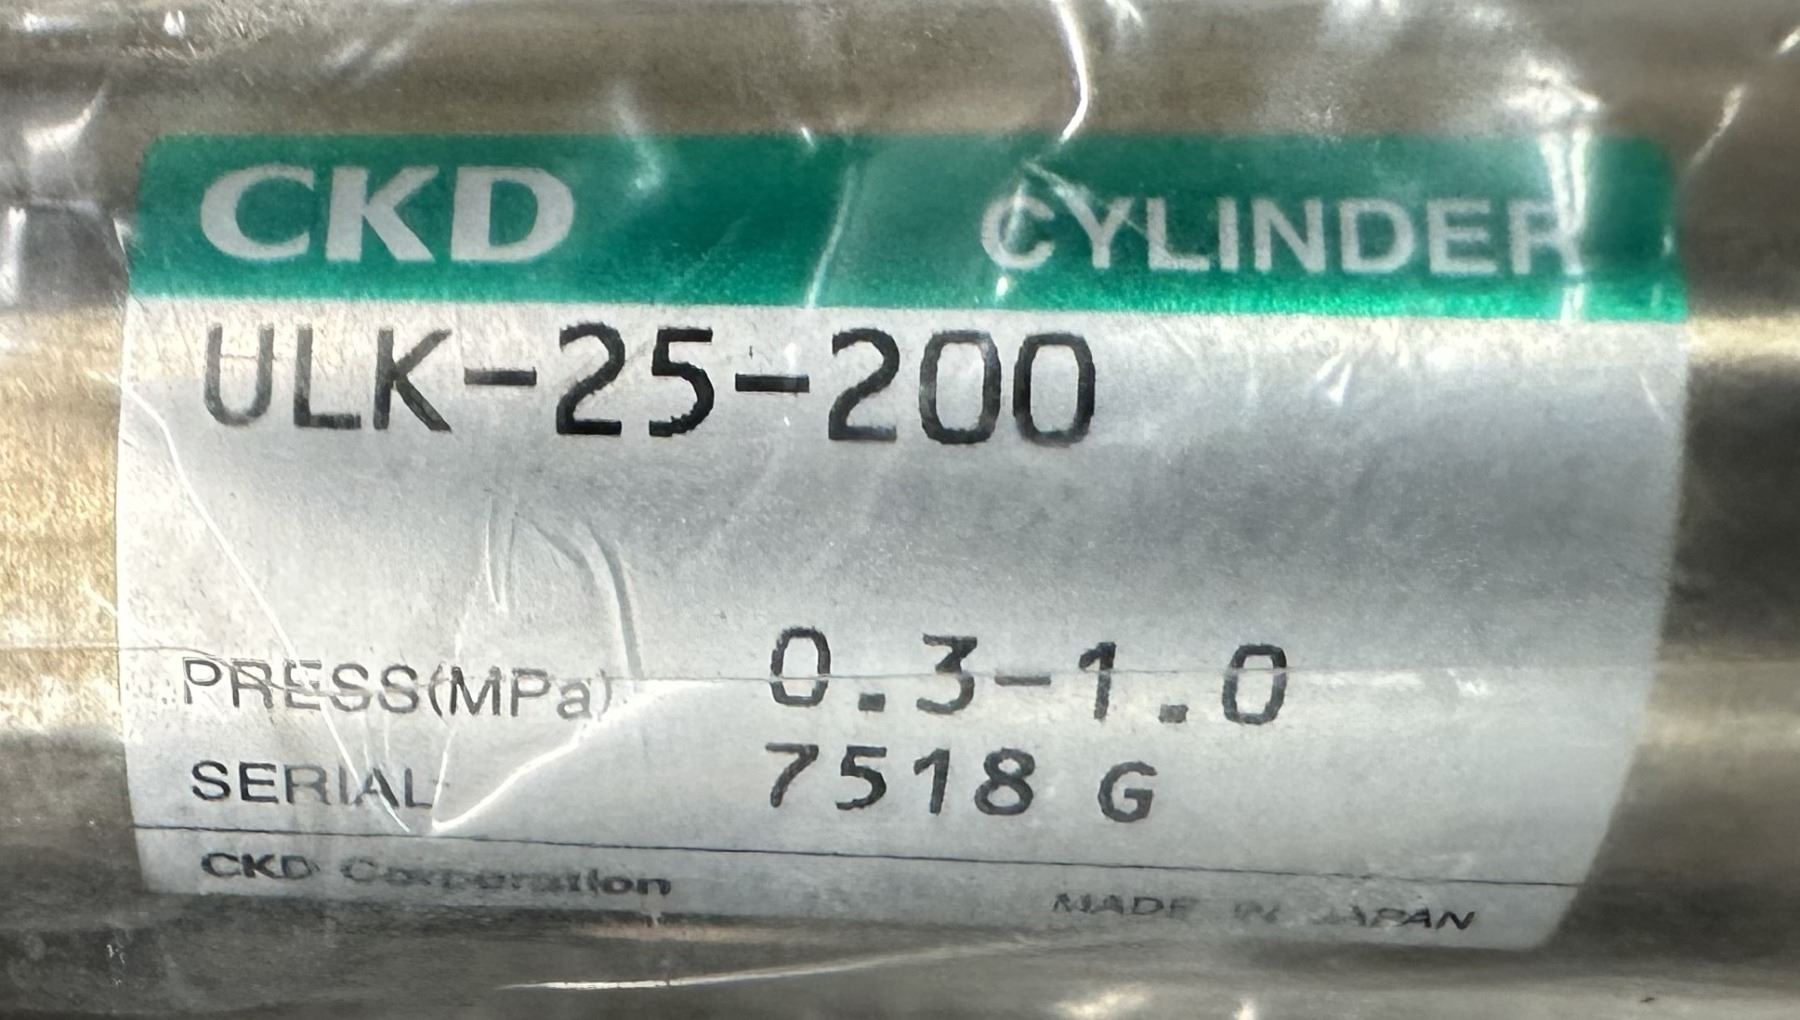 CKD CYLINDER
ULK-25-200
PRESS(MPa) 0.3-1.0
SERIAL 7518 G
CKD Corporation MADE IN JAPAN